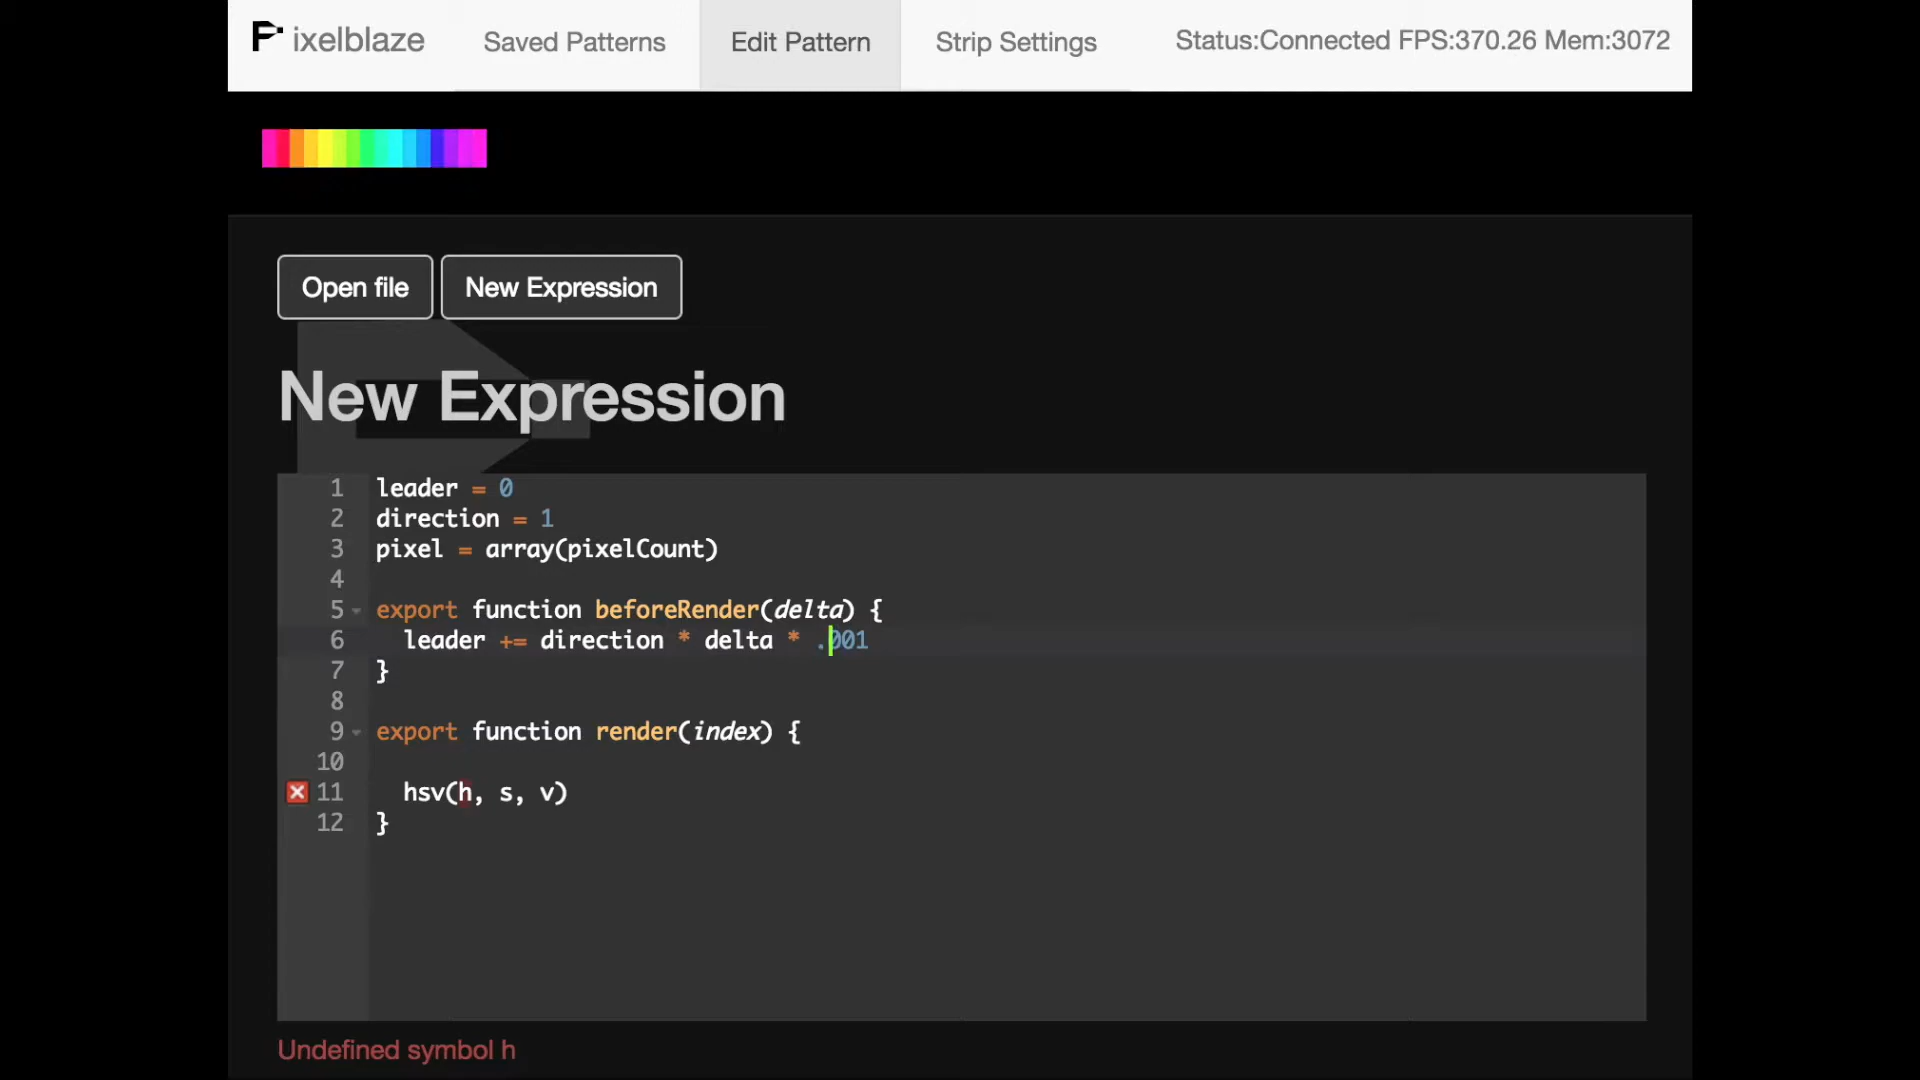 Pixelblaze Saved Patterns Edit Pattern Strip Settings Status:Connected FPS:370.26 Mem:3072
Open file New Expression
New Expression
1 leader = 0
2 direction = 1
3 pixel = array(pixelCount)
4
5 export function beforeRender(delta) {
6 leader += direction * delta * .001
7 }
8
9 export function render(index) {
10
11 hsv(h, s, v)
12 }
Undefined symbol h